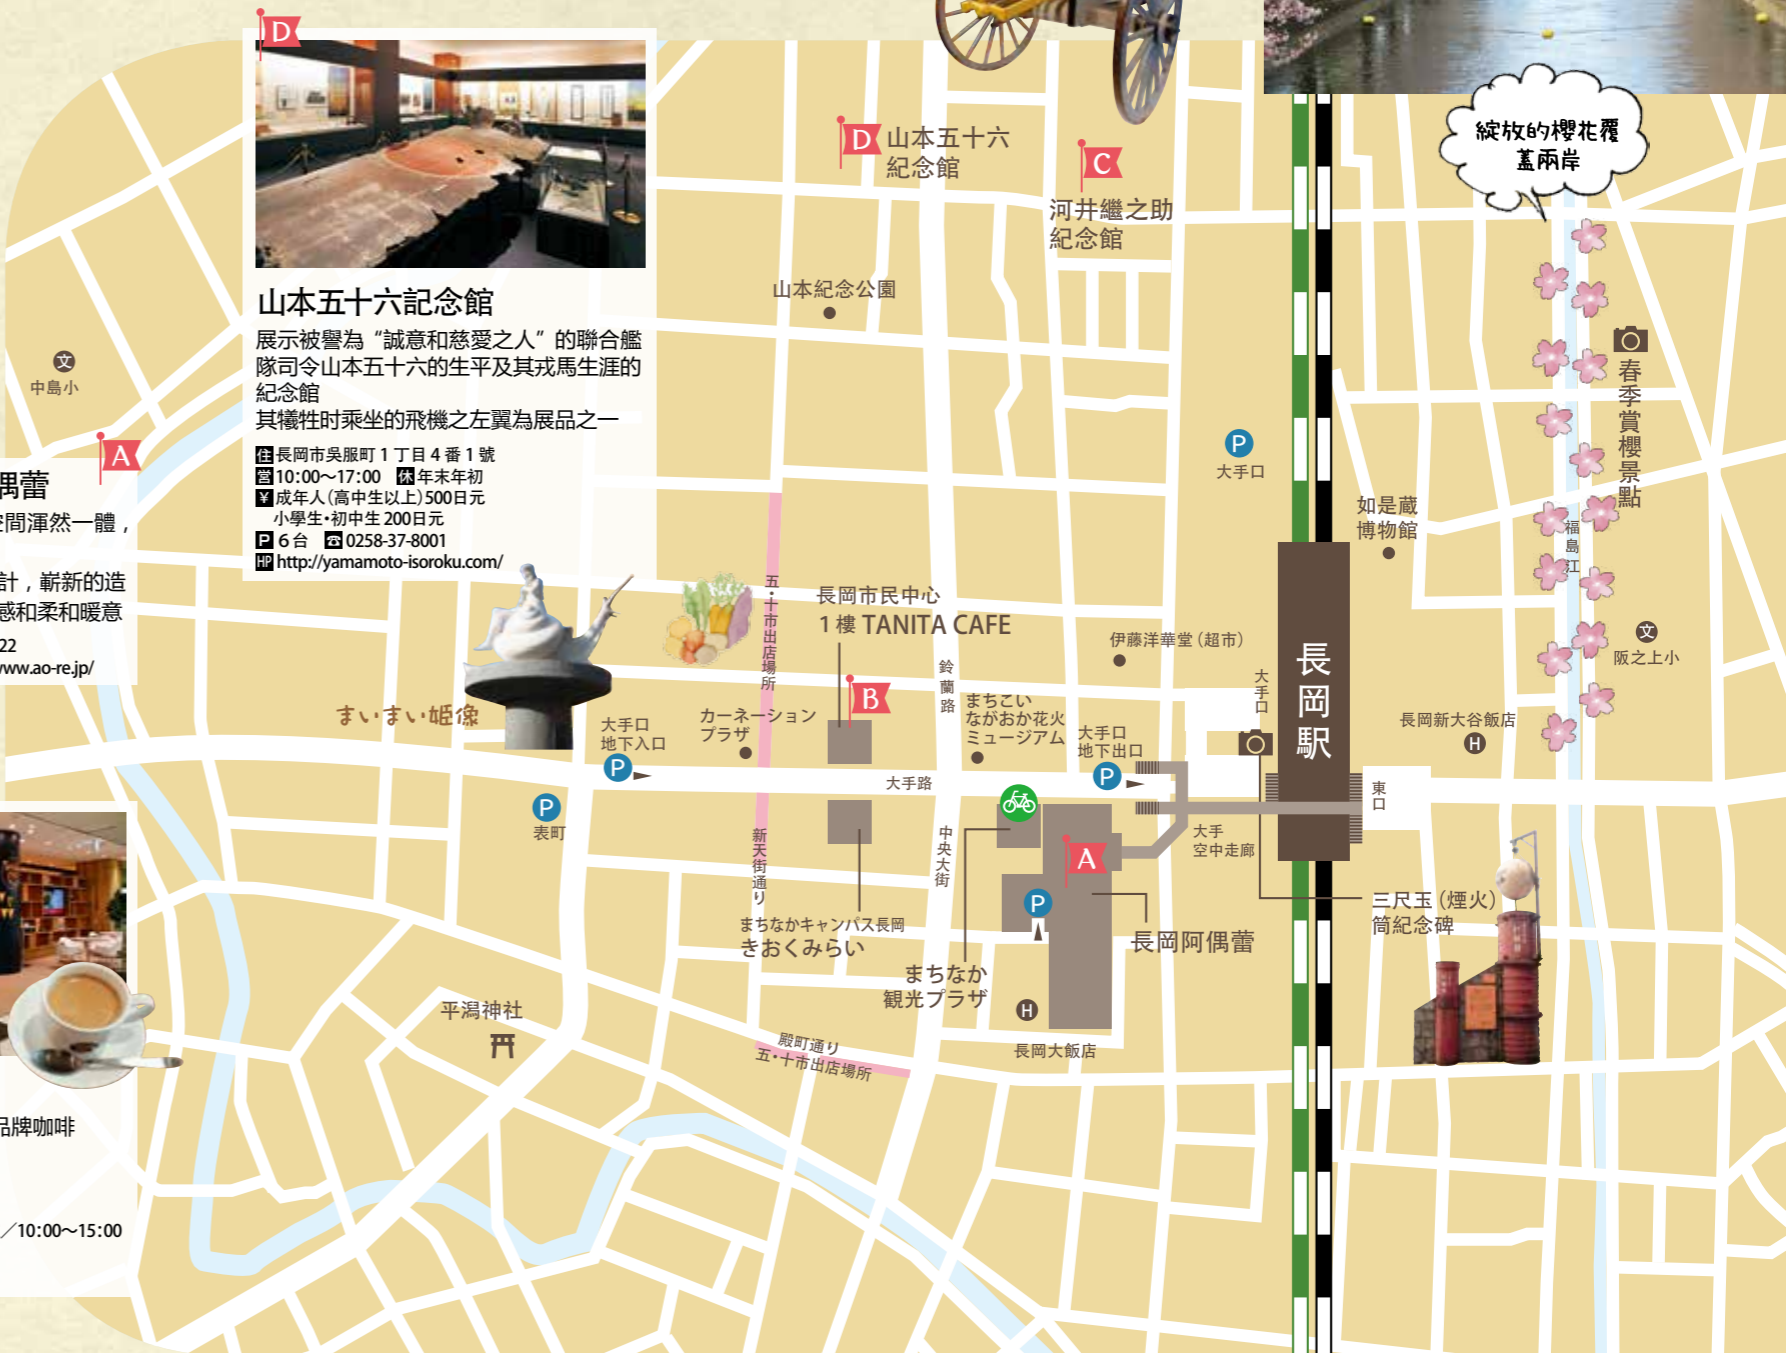 D
山本五十六記念館
展示被譽為“誠意和慈愛之人”的聯合艦
隊司令山本五十六的生平及其戎馬生涯的
紀念館
其犧牲时乘坐的飛機之左翼為展品之一
住 長岡市吳服町1丁目4番1號
営 10:00～17:00 休 年末年初
¥ 成年人(高中生以上)500日元
小學生・初中生 200日元
P 6台 ☎ 0258-37-8001
HP http://yamamoto-isoroku.com/
D 山本五十六
紀念館
C
河井繼之助
紀念館
綻放的櫻花覆
蓋兩岸
山本紀念公園
文
中島小
A
偶蕾
空間渾然一體，
計，嶄新的造
感和柔和暖意
22
www.ao-re.jp/
春季賞櫻景點
P
大手口
如是蔵
博物館
福島江
文
阪之上小
五・十市出店場所
長岡市民中心
1樓 TANITA CAFE
伊藤洋華堂(超市)
鈴蘭路
大手口
長岡駅
まいまい姫像
大手口
地下入口
P
カーネーション
プラザ
B
まちこい
ながおか花火
ミュージアム
大手口
地下出口
P
長岡新大谷飯店
H
大手路
東口
P
表町
新天街通り
中央大街
大手
空中走廊
A
P
まちなかキャンパス長岡
きおくみらい
まちなか
観光プラザ
長岡阿偶蕾
三尺玉(煙火)
筒紀念碑
平潟神社
H
長岡大飯店
殿町通り
五・十市出店場所
品牌咖啡
／10:00～15:00